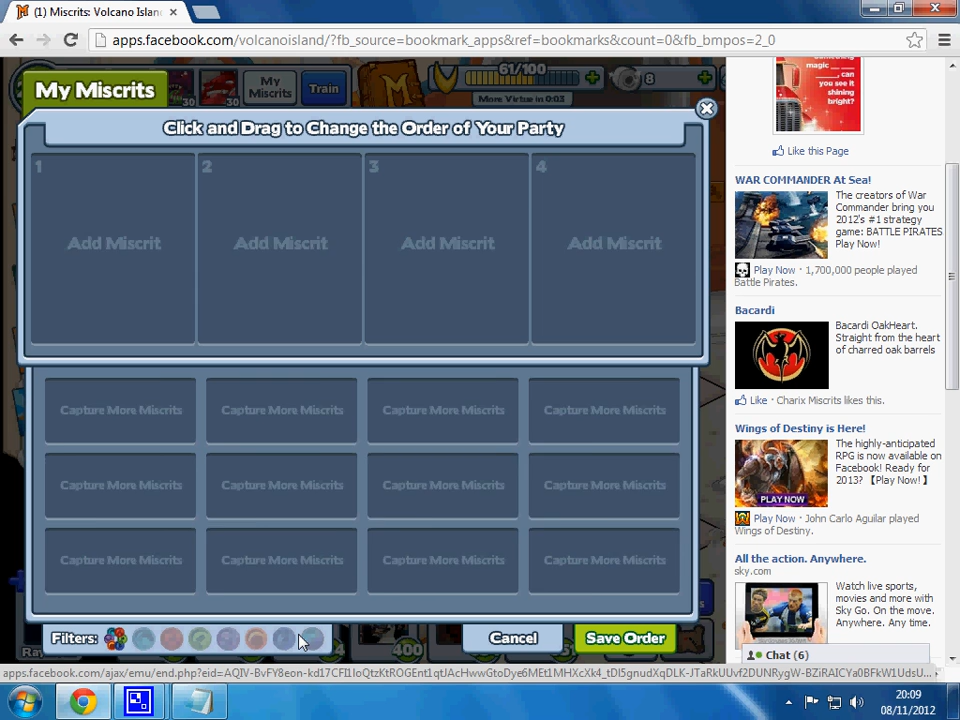 (1) Miscrits: Volcano Islan
apps.facebook.com/volcanoisland/?fb_source=bookmark_apps&ref=bookmarks&count=0&fb_bmpos=2_0
My Miscrits
30
30
My Miscrits
Train
61/100
8
More Virtue in 0:03
Click and Drag to Change the Order of Your Party
1
2
3
4
Add Miscrit
Add Miscrit
Add Miscrit
Add Miscrit
Capture More Miscrits
Capture More Miscrits
Capture More Miscrits
Capture More Miscrits
Capture More Miscrits
Capture More Miscrits
Capture More Miscrits
Capture More Miscrits
Capture More Miscrits
Capture More Miscrits
Capture More Miscrits
Capture More Miscrits
Filters:
Cancel
Save Order
400
magic
can
you see it
shining
bright?
Like this Page
WAR COMMANDER At Sea!
The creators of War
Commander bring you
2012's #1 strategy
game: BATTLE PIRATES
Play Now!
Play Now · 1,700,000 people played
Battle Pirates.
Bacardi
Bacardi OakHeart.
Straight from the heart
of charred oak barrels
Like · Charix Miscrits likes this.
Wings of Destiny is Here!
The highly-anticipated
RPG is now available on
Facebook! Ready for
2013? 【Play Now!】
PLAY NOW
Play Now · John Carlo Aguilar played
Wings of Destiny.
All the action. Anywhere.
sky.com
Watch live sports,
movies and more with
Sky Go. On the move.
Anywhere. Any time.
Chat (6)
20:09
08/11/2012